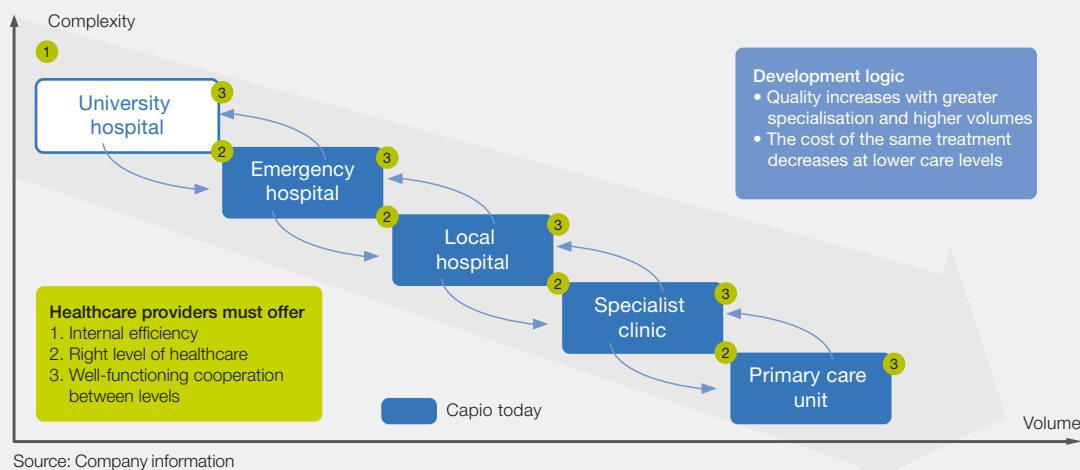 Complexity
1
University
hospital
3
2
Emergency
hospital
3
2
Local
hospital
3
2
Specialist
clinic
3
2
Primary care
unit
3
Development logic
• Quality increases with greater
specialisation and higher volumes
• The cost of the same treatment
decreases at lower care levels
Healthcare providers must offer
1. Internal efficiency
2. Right level of healthcare
3. Well-functioning cooperation
between levels
Capio today
Volume
Source: Company information